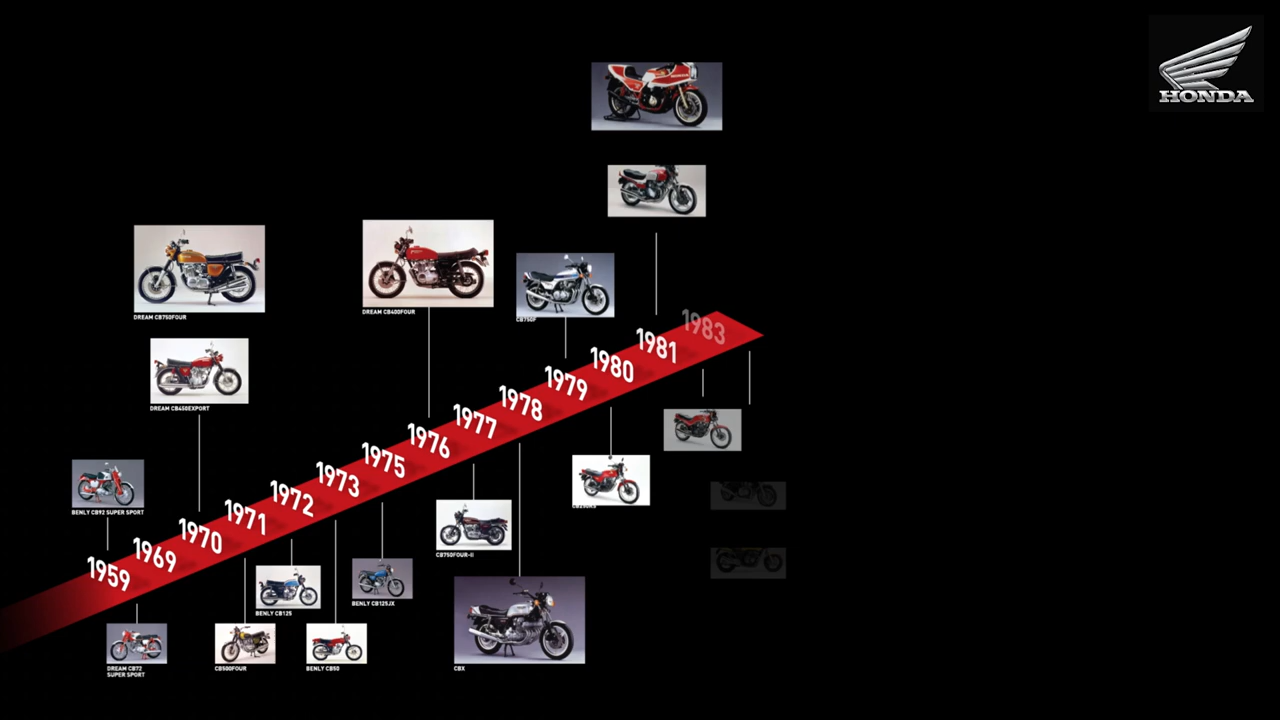 HONDA
DREAM CB750FOUR
DREAM CB400FOUR
CB750F
DREAM CB450EXPORT
BENLY CB92 SUPER SPORT
1983
1981
1980
1979
1978
1977
1976
1975
1973
1972
1971
1970
1969
1959
CB250RS
CB750FOUR-II
BENLY CB125JX
BENLY CB125
DREAM CB72
SUPER SPORT
CB500FOUR
BENLY CB50
CBX